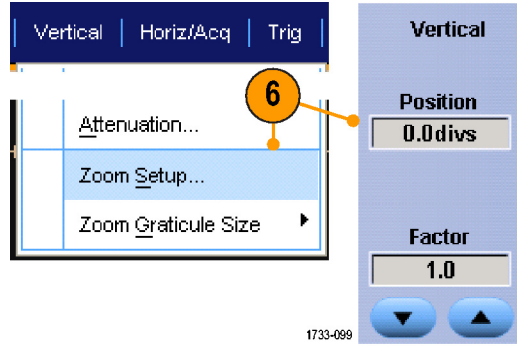 Vertical | Horiz/Acq | Trig
6
Attenuation...
Zoom Setup...
Zoom Graticule Size
Vertical
Position
0.0divs
Factor
1.0
1733-099